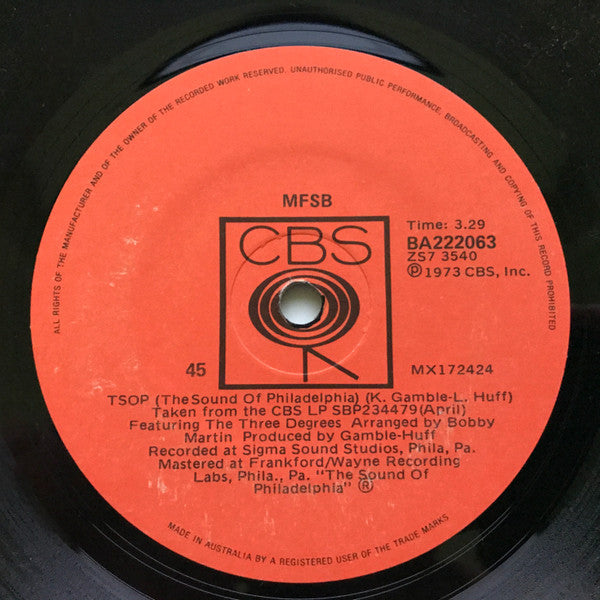 ALL RIGHTS OF THE MANUFACTURER AND OF THE OWNER OF THE RECORDED WORK RESERVED. UNAUTHORISED PUBLIC PERFORMANCE, BROADCASTING AND COPYING OF THIS RECORD PROHIBITED
MFSB
CBS
Time: 3.29
BA222063
ZS7 3540
℗ 1973 CBS, Inc.
45
MX172424
TSOP (The Sound Of Philadelphia) (K. Gamble-L. Huff)
Taken from the CBS LP SBP234479(April)
Featuring The Three Degrees Arranged by Bobby
Martin Produced by Gamble-Huff
Recorded at Sigma Sound Studios, Phila, Pa.
Mastered at Frankford/Wayne Recording
Labs, Phila., Pa. "The Sound Of
Philadelphia" ®
MADE IN AUSTRALIA BY A REGISTERED USER OF THE TRADE MARKS